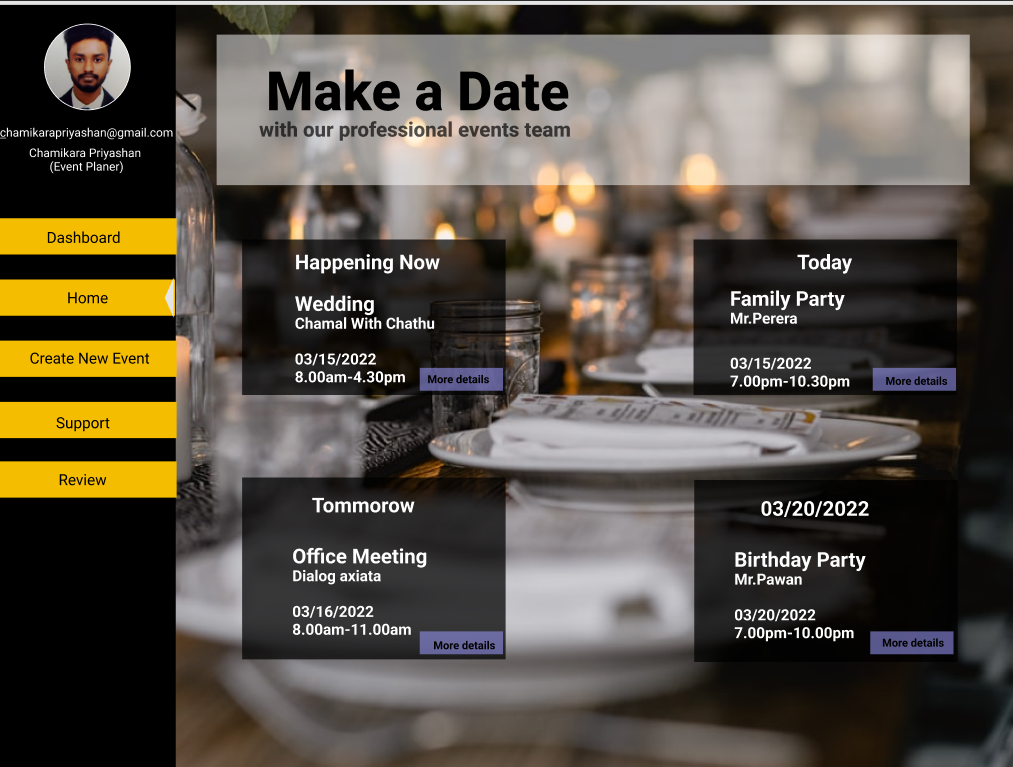 chamikarapriyashan@gmail.com
Chamikara Priyashan
(Event Planer)
Dashboard
Home
Create New Event
Support
Review
Make a Date
with our professional events team
Happening Now
Wedding
Chamal With Chathu
03/15/2022
8.00am-4.30pm
More details
Today
Family Party
Mr.Perera
03/15/2022
7.00pm-10.30pm
More details
Tommorow
Office Meeting
Dialog axiata
03/16/2022
8.00am-11.00am
More details
03/20/2022
Birthday Party
Mr.Pawan
03/20/2022
7.00pm-10.00pm
More details